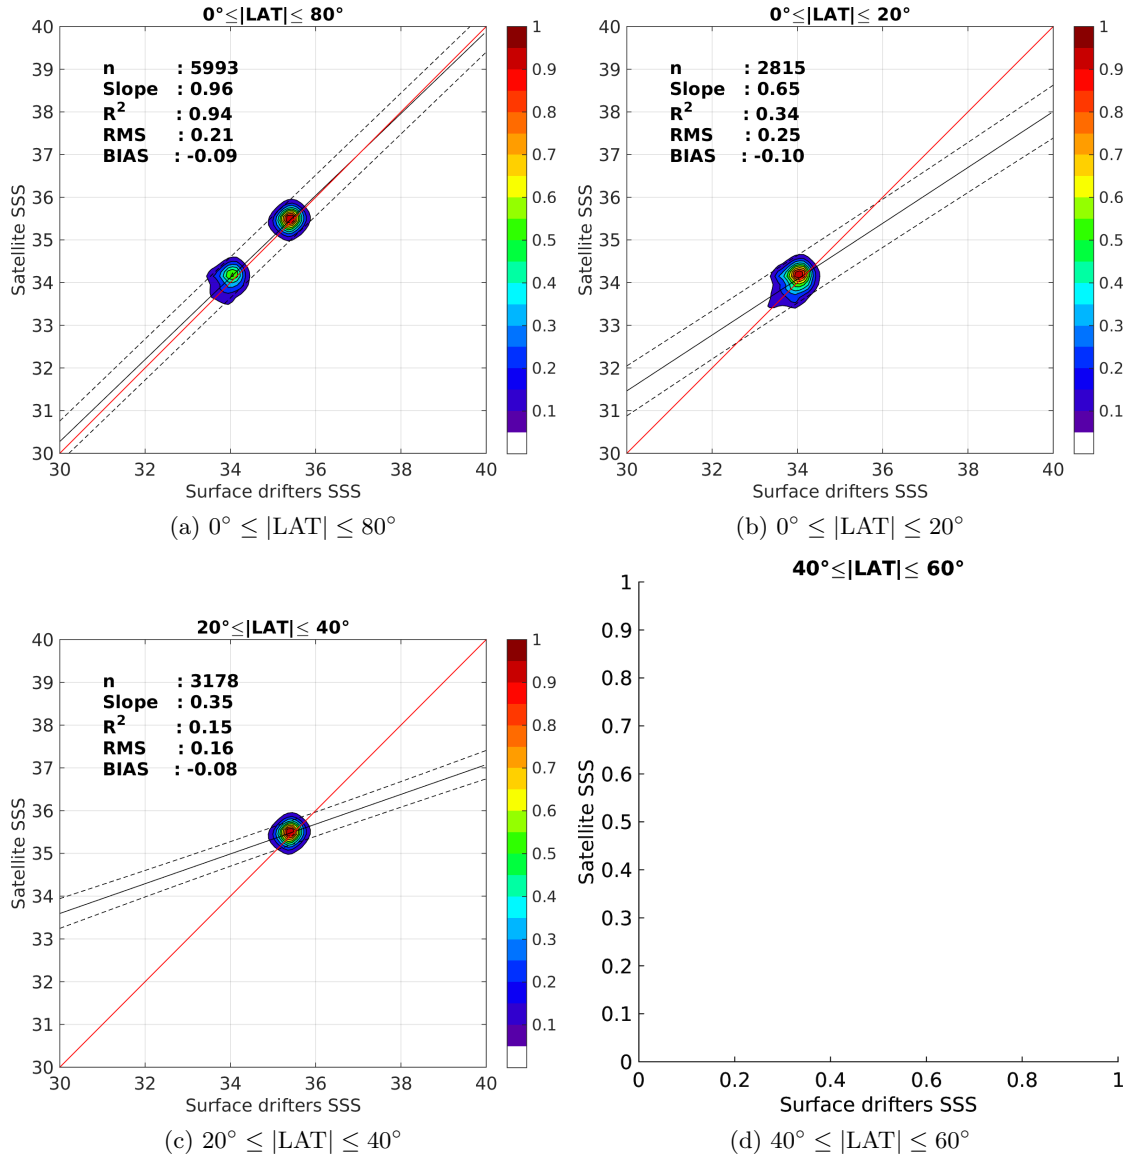 0°≤|LAT|≤ 80°
40
39
38
37
36
35
34
33
32
31
30
30 32 34 36 38 40
Satellite SSS
Surface drifters SSS
n : 5993
Slope : 0.96
R² : 0.94
RMS : 0.21
BIAS : -0.09
1
0.9
0.8
0.7
0.6
0.5
0.4
0.3
0.2
0.1
(a) 0° ≤ |LAT| ≤ 80°
0°≤|LAT|≤ 20°
40
39
38
37
36
35
34
33
32
31
30
30 32 34 36 38 40
Satellite SSS
Surface drifters SSS
n : 2815
Slope : 0.65
R² : 0.34
RMS : 0.25
BIAS : -0.10
1
0.9
0.8
0.7
0.6
0.5
0.4
0.3
0.2
0.1
(b) 0° ≤ |LAT| ≤ 20°
20°≤|LAT|≤ 40°
40
39
38
37
36
35
34
33
32
31
30
30 32 34 36 38 40
Satellite SSS
Surface drifters SSS
n : 3178
Slope : 0.35
R² : 0.15
RMS : 0.16
BIAS : -0.08
1
0.9
0.8
0.7
0.6
0.5
0.4
0.3
0.2
0.1
(c) 20° ≤ |LAT| ≤ 40°
40°≤|LAT|≤ 60°
1
0.9
0.8
0.7
0.6
0.5
0.4
0.3
0.2
0.1
0
0 0.2 0.4 0.6 0.8 1
Satellite SSS
Surface drifters SSS
(d) 40° ≤ |LAT| ≤ 60°